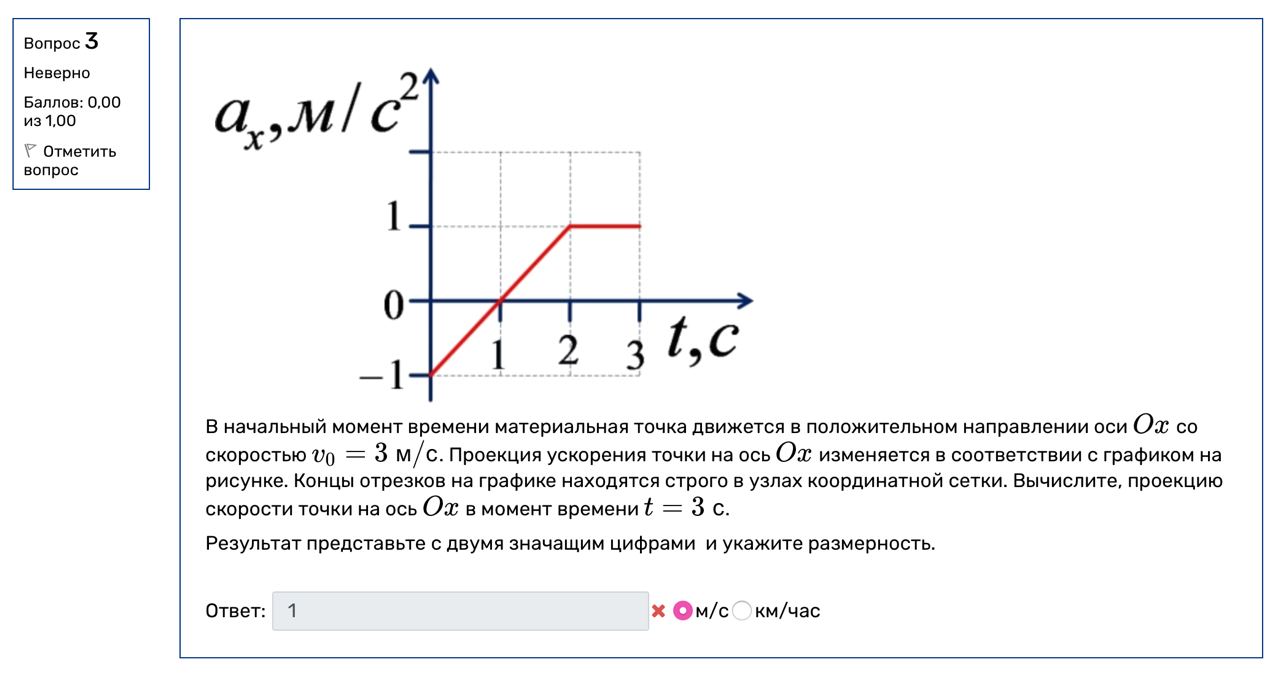 Вопрос 3
Неверно
Баллов: 0,00
из 1,00
Отметить
вопрос
aₓ, м/с²
1
0
−1
1 2 3 t, с
В начальный момент времени материальная точка движется в положительном направлении оси Ox со
скоростью v₀ = 3 м/с. Проекция ускорения точки на ось Ox изменяется в соответствии с графиком на
рисунке. Концы отрезков на графике находятся строго в узлах координатной сетки. Вычислите, проекцию
скорости точки на ось Ox в момент времени t = 3 с.
Результат представьте с двумя значащим цифрами и укажите размерность.
Ответ: 1 м/с км/час